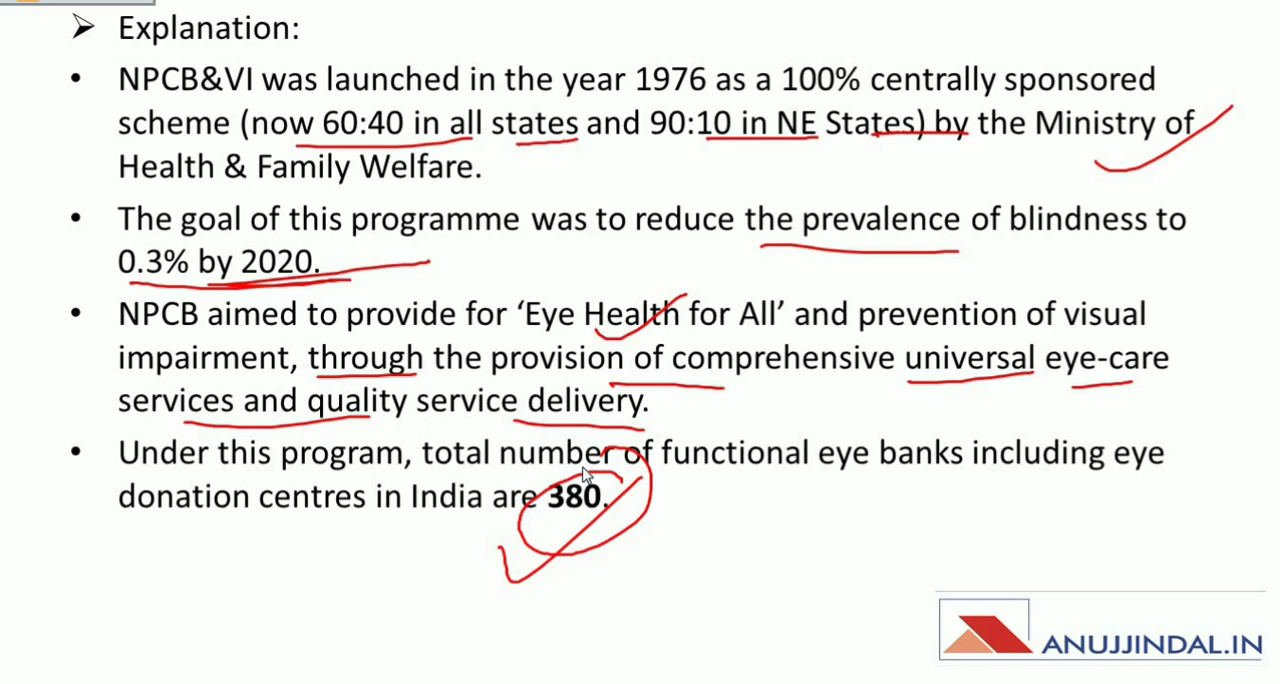 ➢ Explanation:
• NPCB&VI was launched in the year 1976 as a 100% centrally sponsored
scheme (now 60:40 in all states and 90:10 in NE States) by the Ministry of
Health & Family Welfare.
• The goal of this programme was to reduce the prevalence of blindness to
0.3% by 2020.
• NPCB aimed to provide for ‘Eye Health for All’ and prevention of visual
impairment, through the provision of comprehensive universal eye-care
services and quality service delivery.
• Under this program, total number of functional eye banks including eye
donation centres in India are 380.
ANUJJINDAL.IN